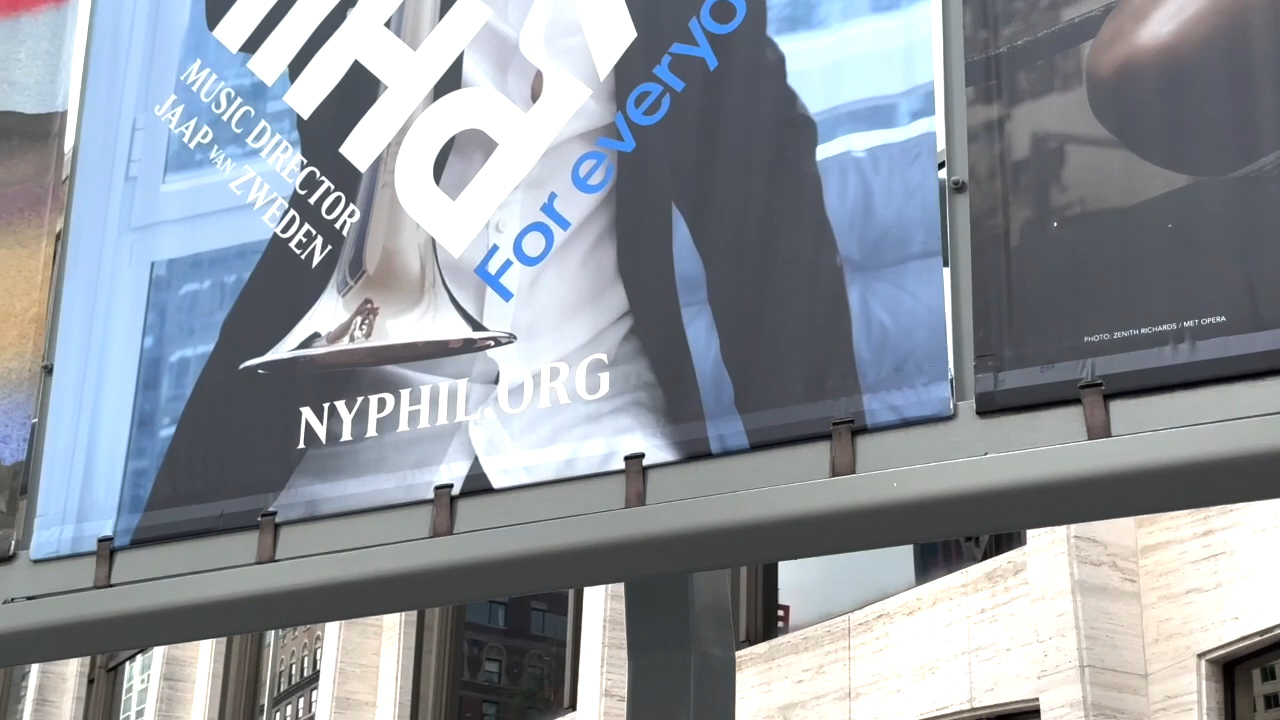 MUSIC DIRECTOR
JAAP VAN ZWEDEN
For everyo
NYPHIL.ORG
PHOTO: ZENITH RICHARDS / MET OPERA